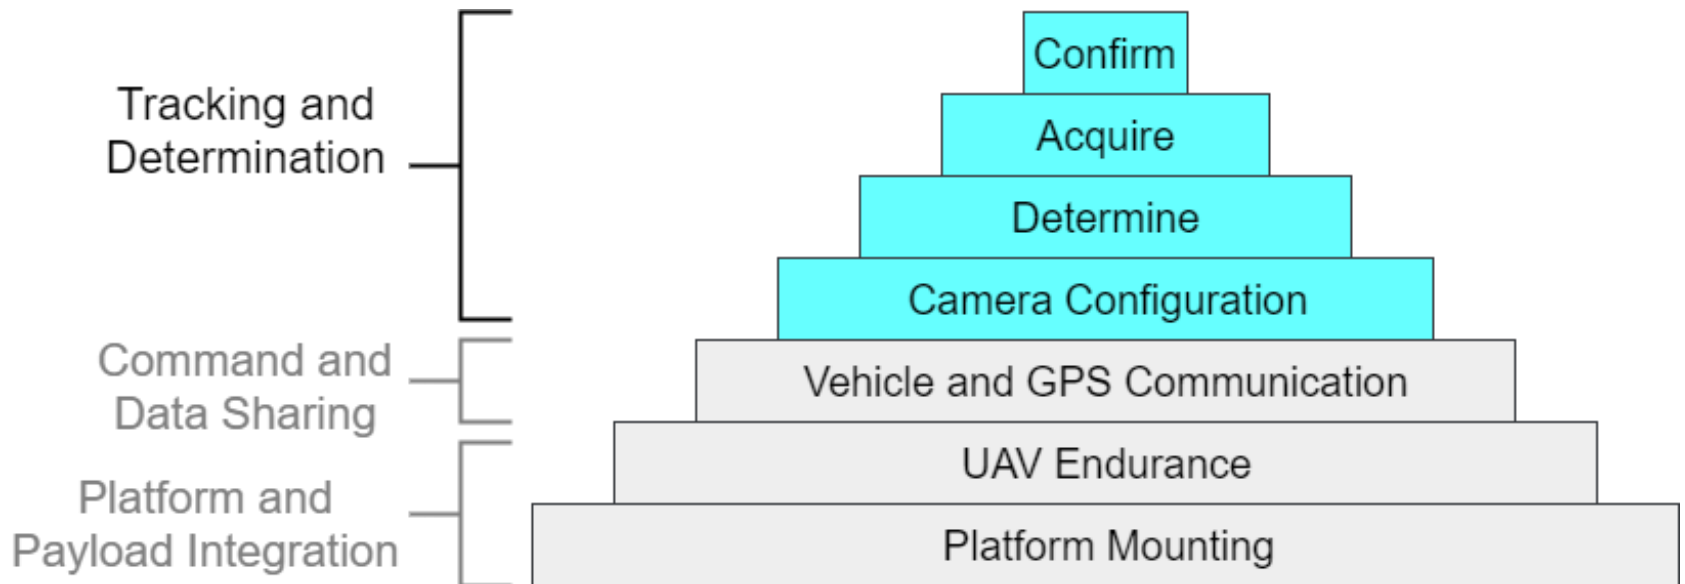 Confirm
Tracking and
Determination
Acquire
Determine
Camera Configuration
Command and
Data Sharing
Vehicle and GPS Communication
UAV Endurance
Platform and
Payload Integration
Platform Mounting